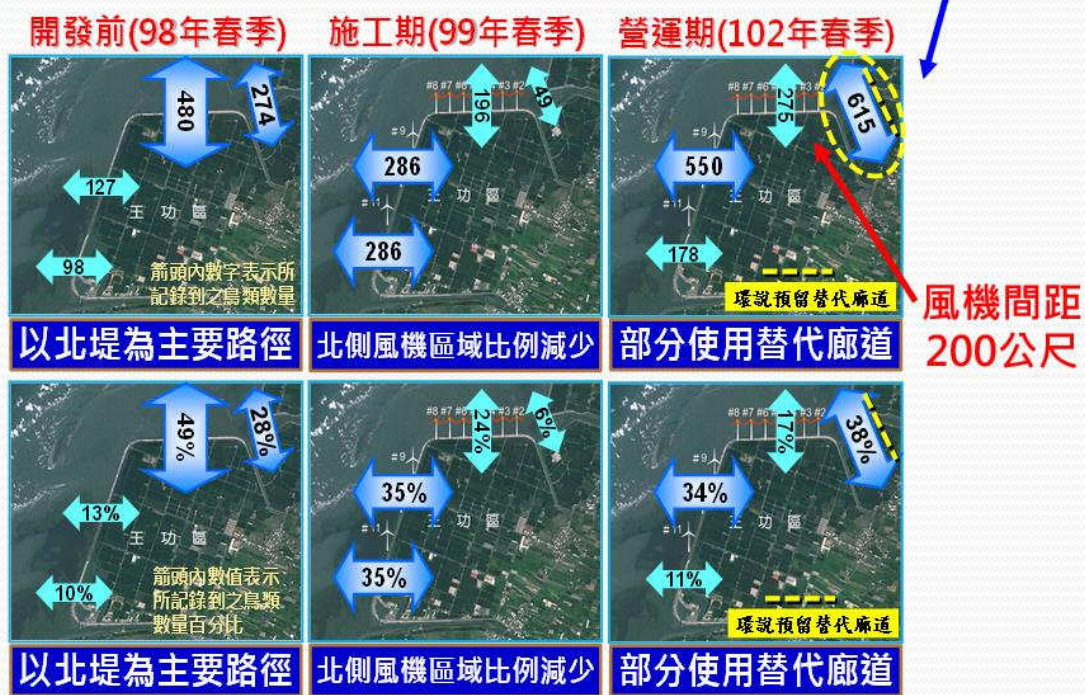 開發前(98年春季)
施工期(99年春季)
營運期(102年春季)
480
274
127
98
王功區
箭頭內數字表示所
記錄到之鳥類數量
以北堤為主要路徑
#8 #7 #6 #3 #2
196
49
#9
286
#11
王功區
286
北側風機區域比例減少
#8 #7 #6 #3
275
615
#9
550
#11
功區
178
環說預留替代廊道
部分使用替代廊道
風機間距
200公尺
49%
28%
13%
王功區
10%
箭頭內數值表示
所記錄到之鳥類
數量百分比
以北堤為主要路徑
#8 #7 #6 #3 #2
24%
6%
#9
35%
#11
王功區
35%
北側風機區域比例減少
#8 #7 #6 #3 #2
17%
38%
#9
34%
#11
王功區
11%
環說預留替代廊道
部分使用替代廊道